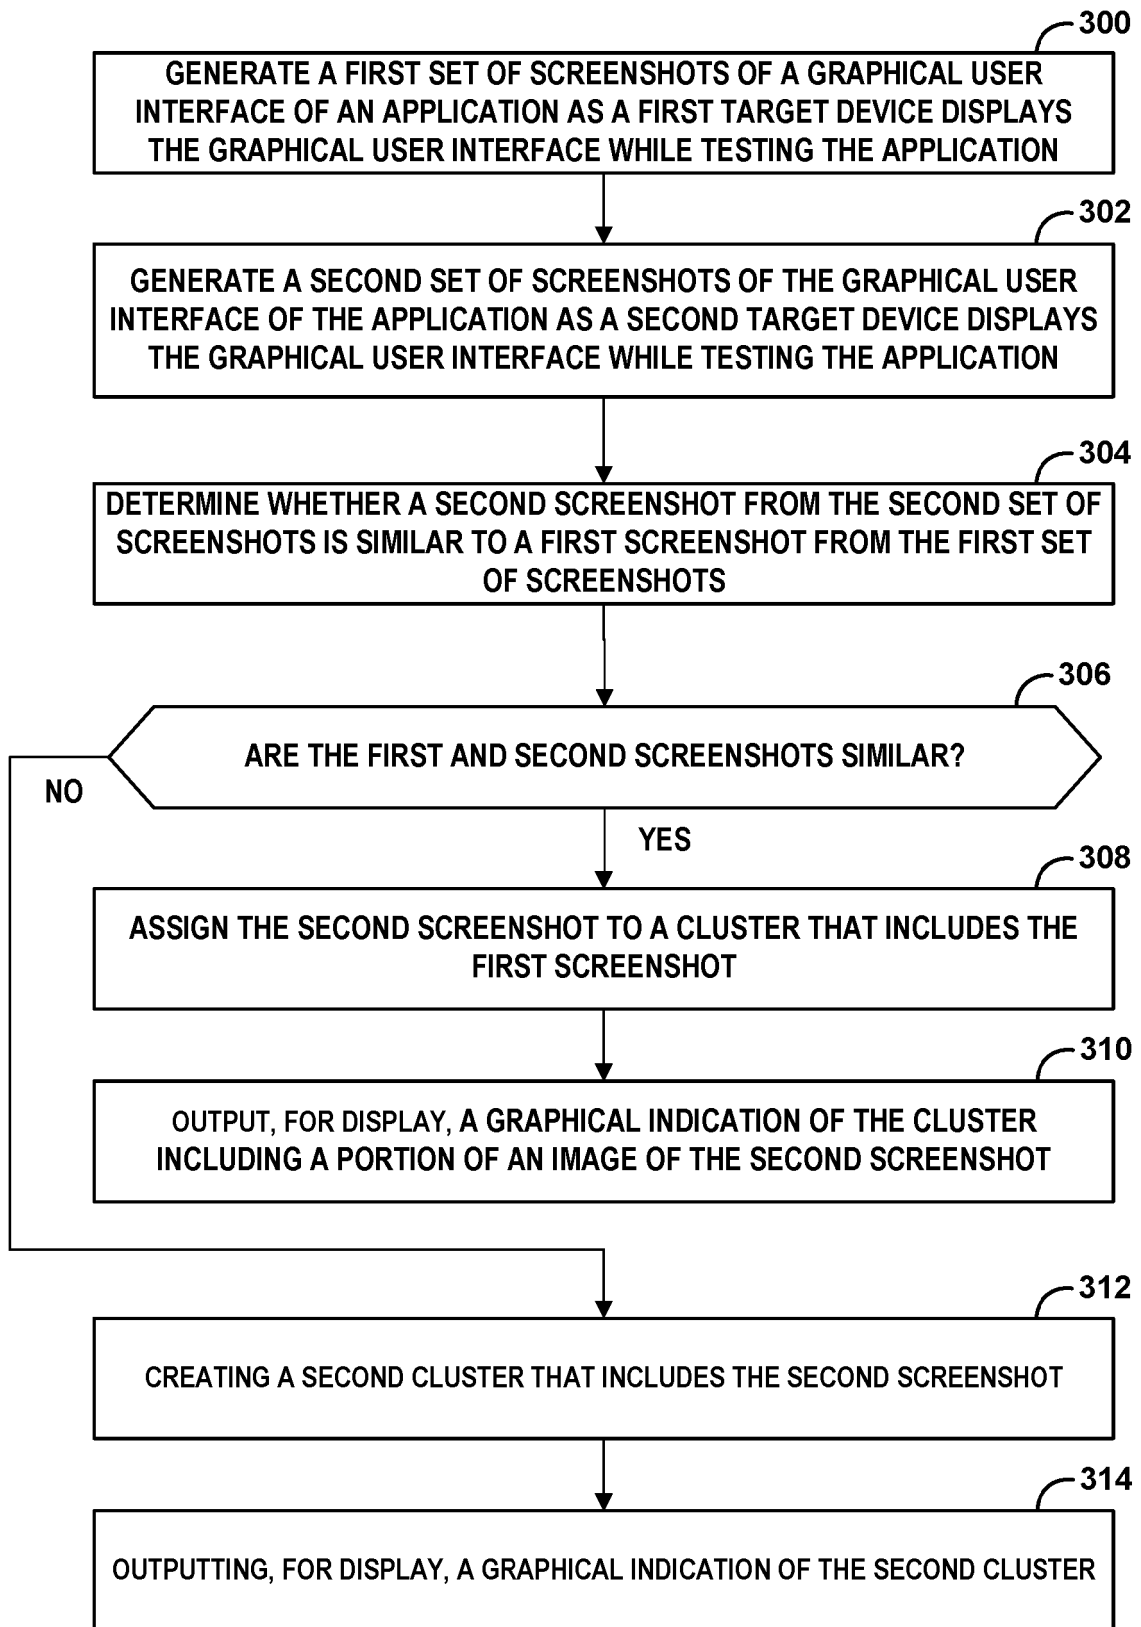 300
GENERATE A FIRST SET OF SCREENSHOTS OF A GRAPHICAL USER
INTERFACE OF AN APPLICATION AS A FIRST TARGET DEVICE DISPLAYS
THE GRAPHICAL USER INTERFACE WHILE TESTING THE APPLICATION
302
GENERATE A SECOND SET OF SCREENSHOTS OF THE GRAPHICAL USER
INTERFACE OF THE APPLICATION AS A SECOND TARGET DEVICE DISPLAYS
THE GRAPHICAL USER INTERFACE WHILE TESTING THE APPLICATION
304
DETERMINE WHETHER A SECOND SCREENSHOT FROM THE SECOND SET OF
SCREENSHOTS IS SIMILAR TO A FIRST SCREENSHOT FROM THE FIRST SET
OF SCREENSHOTS
306
ARE THE FIRST AND SECOND SCREENSHOTS SIMILAR?
NO
YES
308
ASSIGN THE SECOND SCREENSHOT TO A CLUSTER THAT INCLUDES THE
FIRST SCREENSHOT
310
OUTPUT, FOR DISPLAY, A GRAPHICAL INDICATION OF THE CLUSTER
INCLUDING A PORTION OF AN IMAGE OF THE SECOND SCREENSHOT
312
CREATING A SECOND CLUSTER THAT INCLUDES THE SECOND SCREENSHOT
314
OUTPUTTING, FOR DISPLAY, A GRAPHICAL INDICATION OF THE SECOND CLUSTER